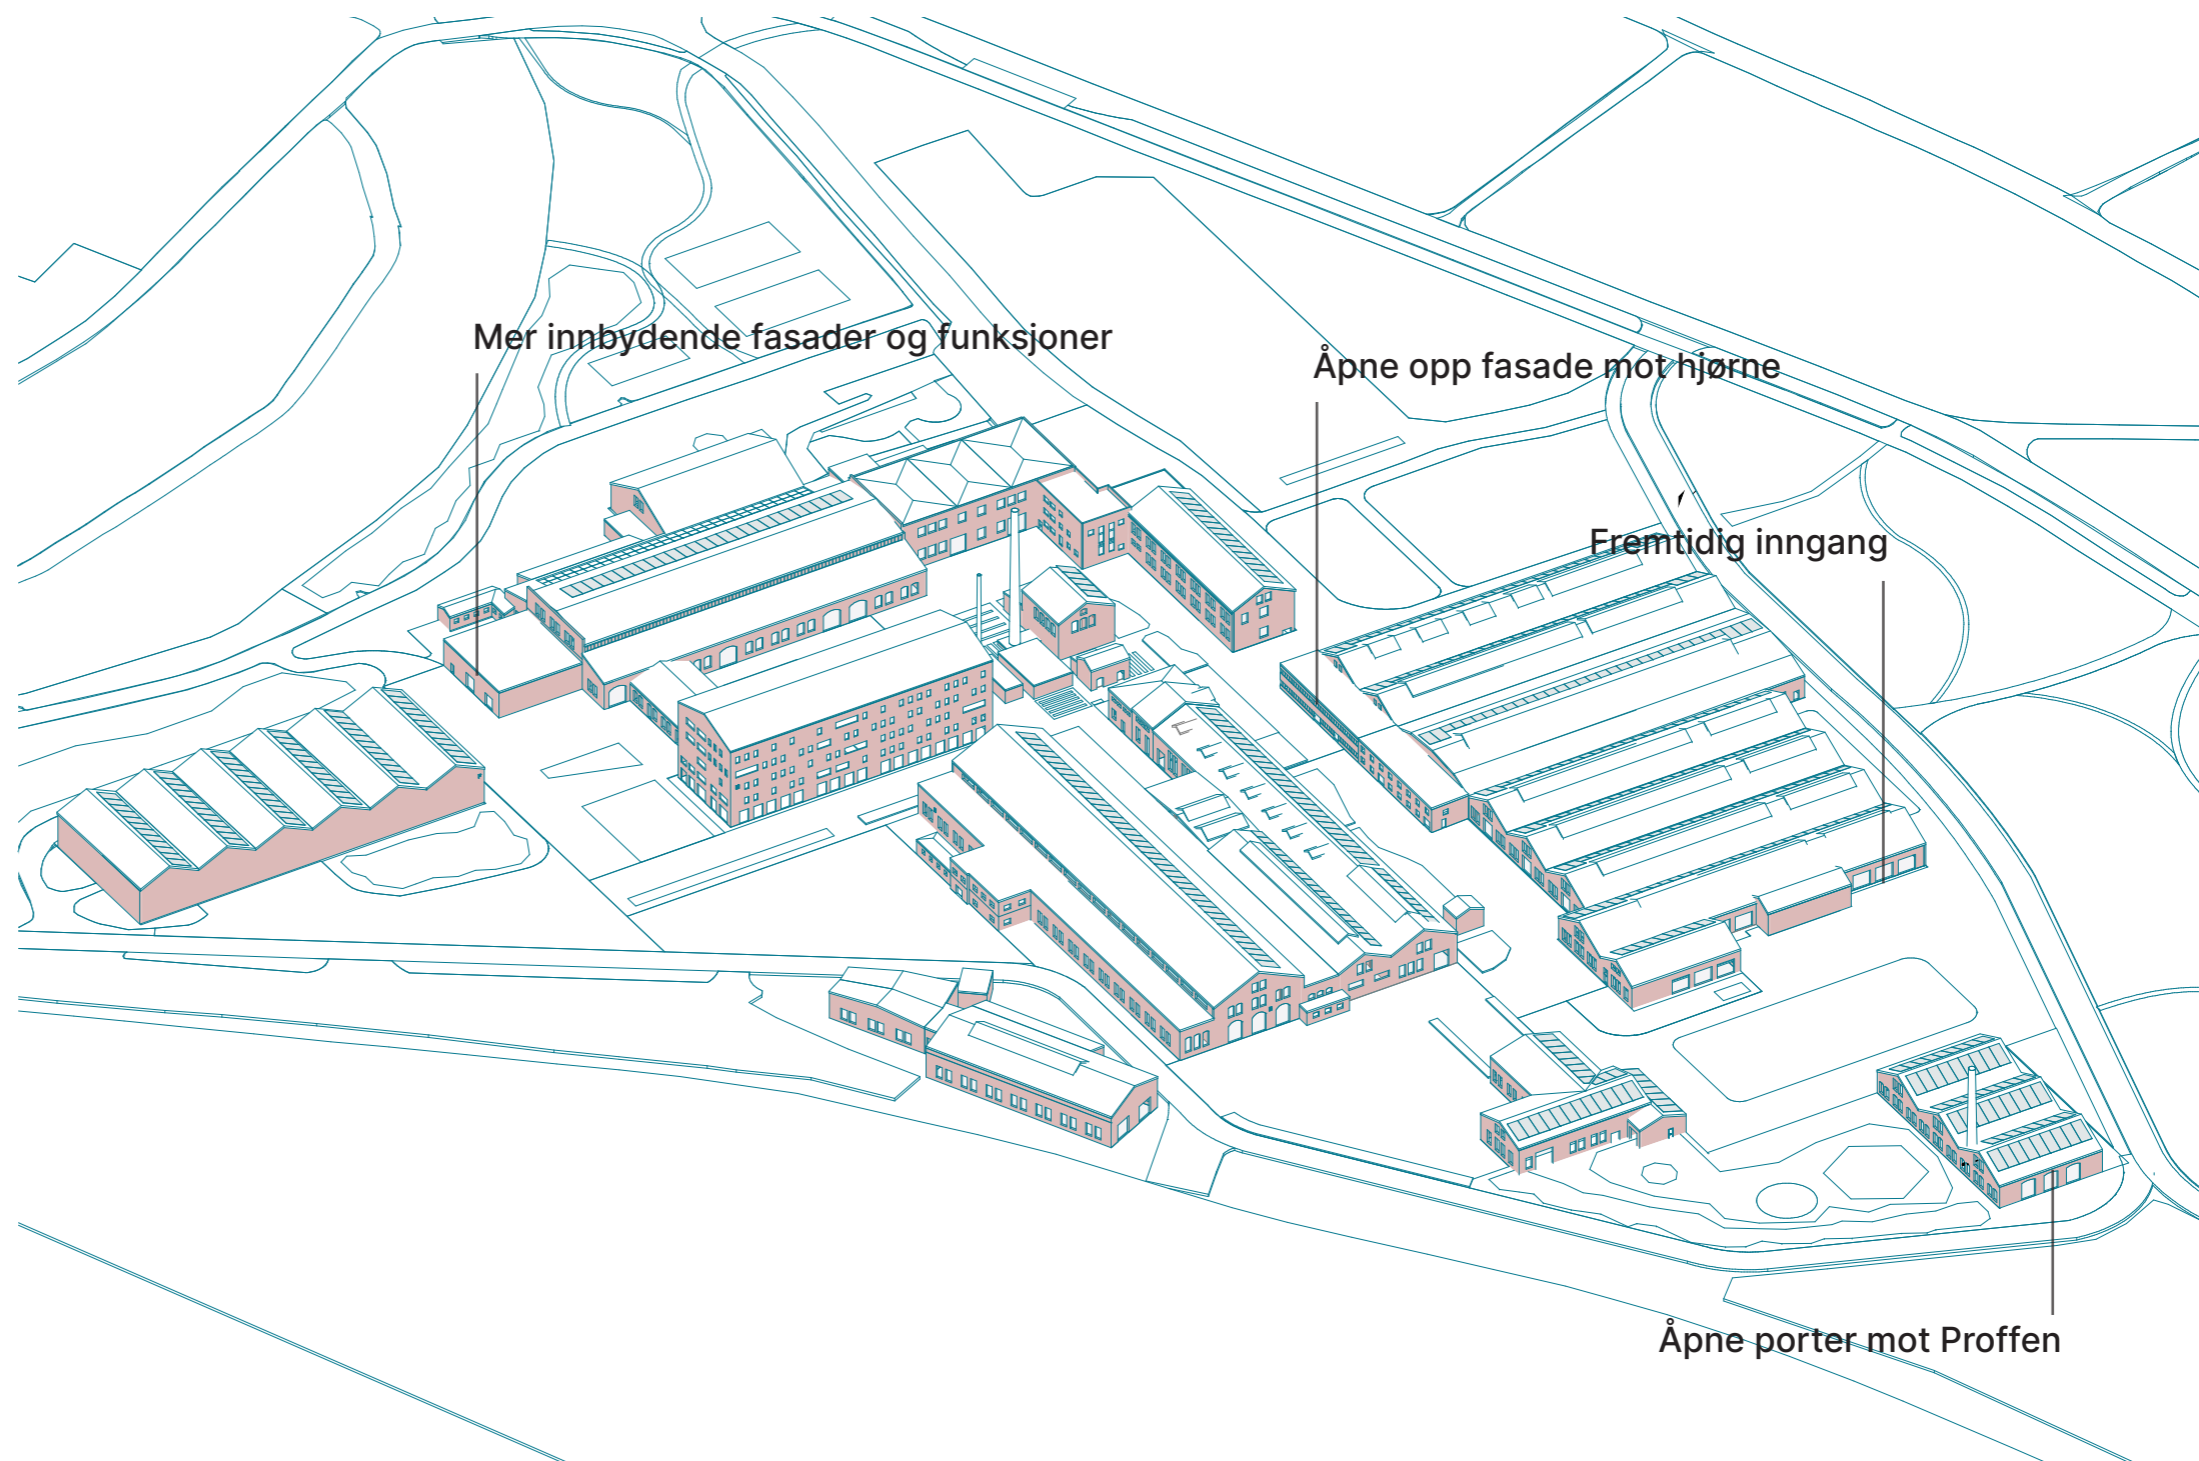 Mer innbydende fasader og funksjoner
Åpne opp fasade mot hjørne
Fremtidig inngang
Åpne porter mot Proffen